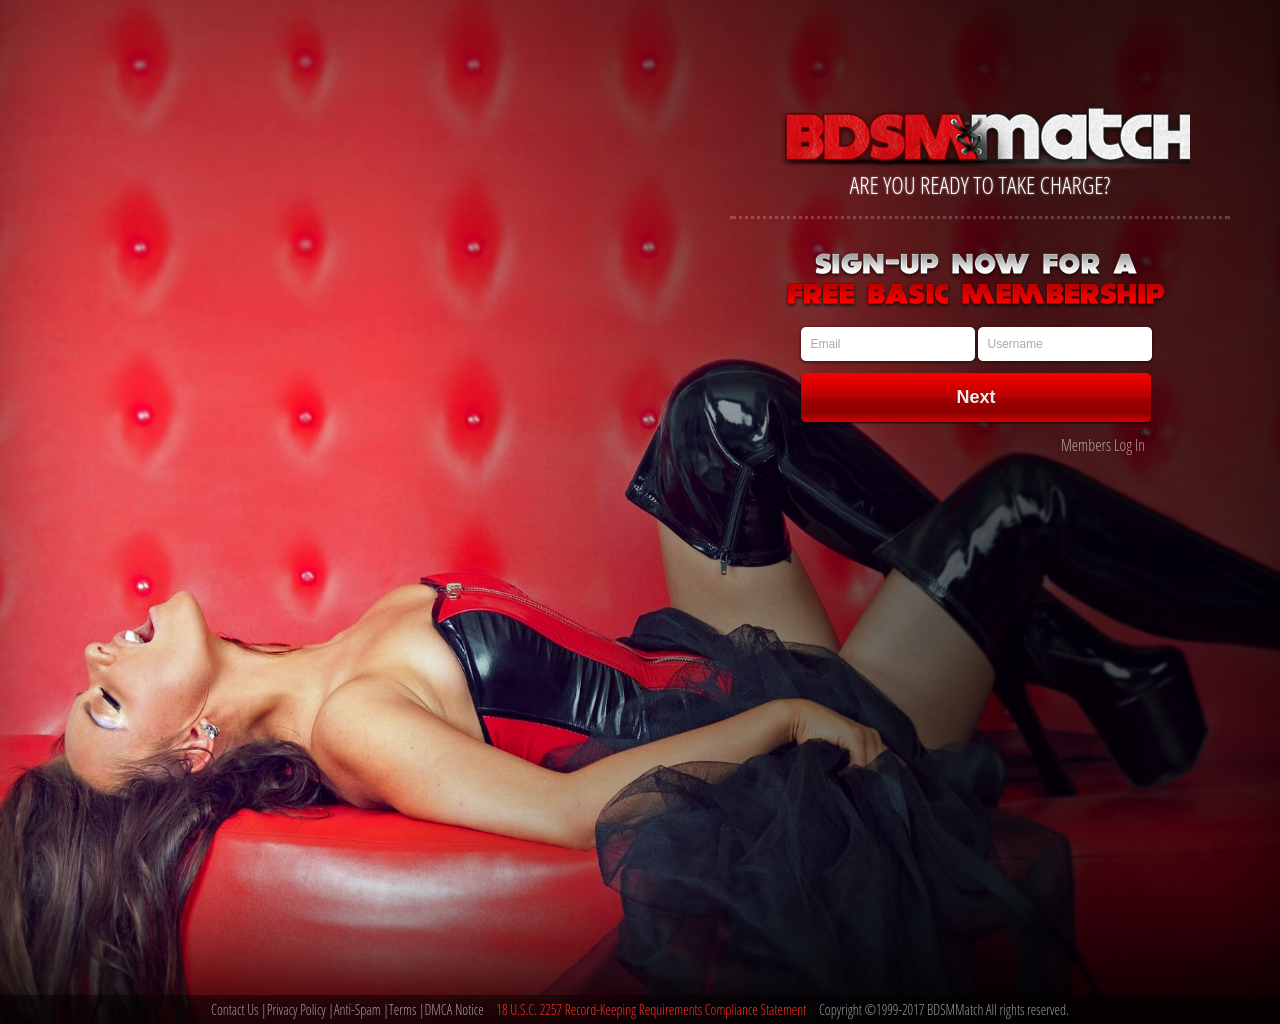 BDSMMATCH
ARE YOU READY TO TAKE CHARGE?
SIGN-UP NOW FOR A
FREE BASIC MEMBERSHIP
Email Username
Next
Members Log In
Contact Us |Privacy Policy |Anti-Spam |Terms |DMCA Notice 18 U.S.C. 2257 Record-Keeping Requirements Compliance Statement Copyright ©1999-2017 BDSMMatch All rights reserved.